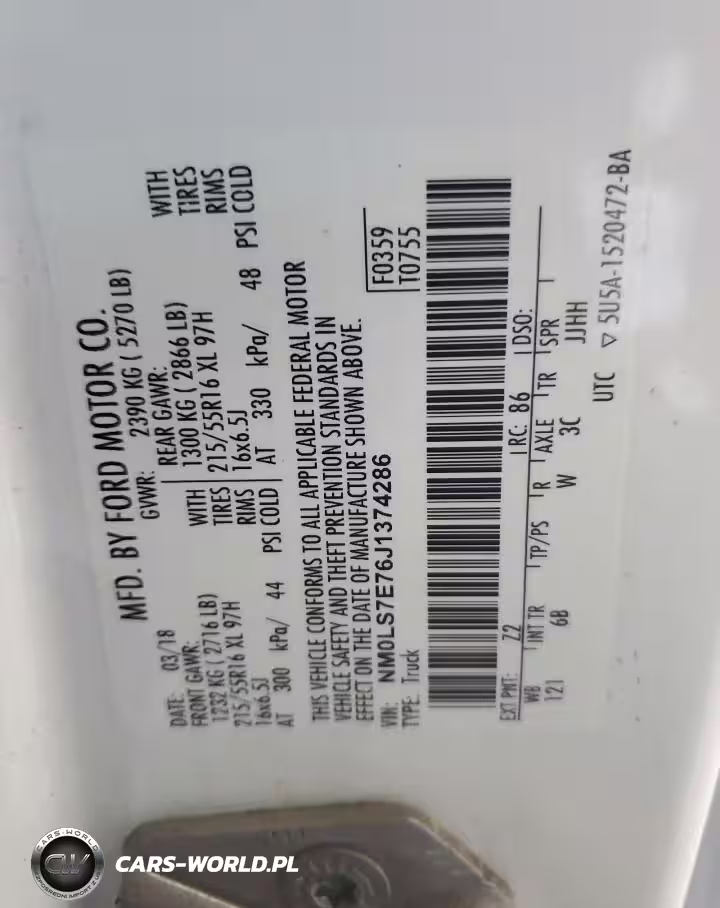 MFD. BY FORD MOTOR CO.
DATE: 03/18 GVWR: 2390 KG ( 5270 LB)
FRONT GAWR: WITH REAR GAWR: WITH
1232 KG ( 2716 LB) TIRES 1300 KG ( 2866 LB) TIRES
215/55R16 XL 97H RIMS 215/55R16 XL 97H RIMS
16x6.5J 16x6.5J
AT 300 kPa/ 44 PSI COLD AT 330 kPa/ 48 PSI COLD
THIS VEHICLE CONFORMS TO ALL APPLICABLE FEDERAL MOTOR
VEHICLE SAFETY AND THEFT PREVENTION STANDARDS IN
EFFECT ON THE DATE OF MANUFACTURE SHOWN ABOVE.
VIN: NM0LS7E76J1374286 F0359
TYPE: Truck T0755
EXT PNT: Z2 RC: 86 DSO:
WB INT TR TP/PS R AXLE TR SPR
121 6B W 3C JJHH
UTC ▽ 5U5A-1520472-BA
CARS-WORLD
CW
CARS-WORLD.PL